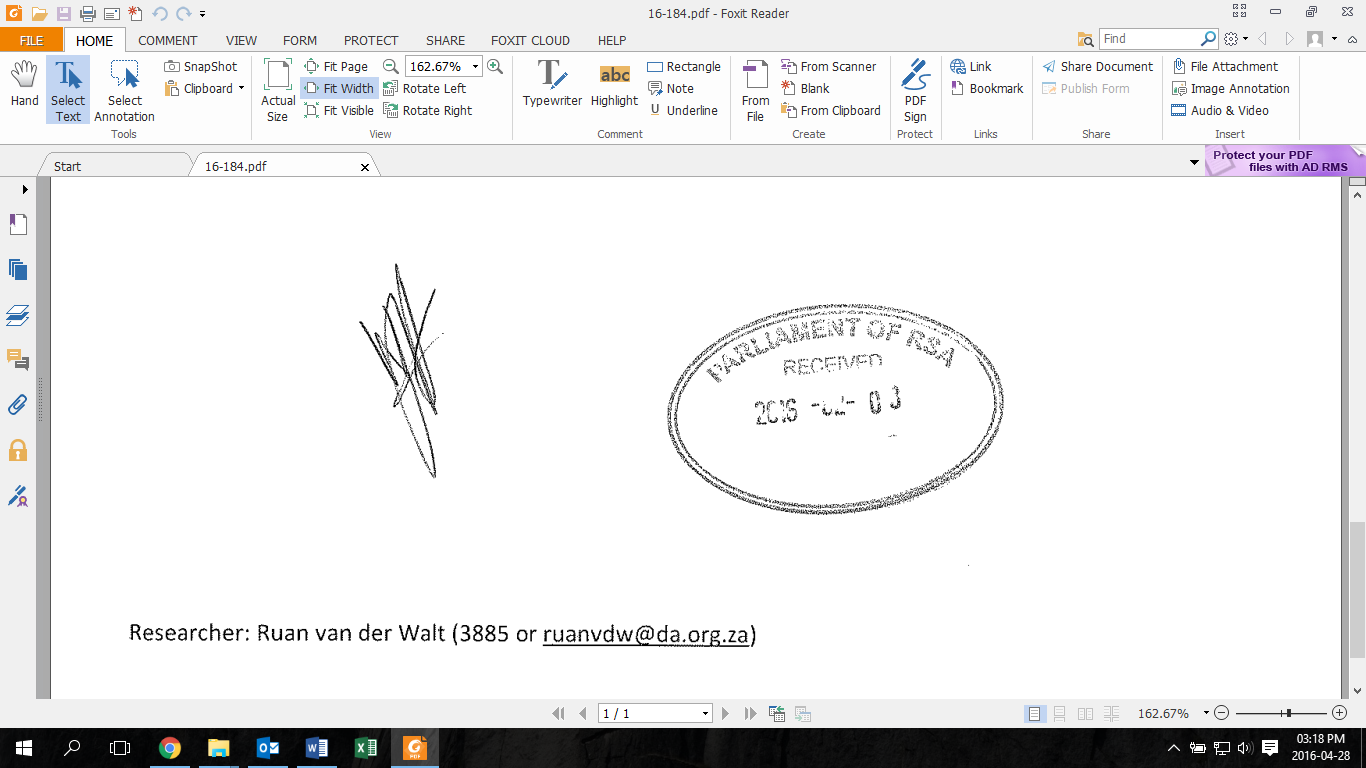 16-184.pdf - Foxit Reader
FILE HOME COMMENT VIEW FORM PROTECT SHARE FOXIT CLOUD HELP Find
Hand
Select Text
Select Annotation
SnapShot
Clipboard
Tools
Actual Size
Fit Page
Fit Width
Fit Visible
162.67%
Rotate Left
Rotate Right
View
Typewriter
abc
Highlight
Rectangle
Note
Underline
Comment
From File
From Scanner
Blank
From Clipboard
Create
PDF Sign
Protect
Link
Bookmark
Links
Share Document
Publish Form
Share
File Attachment
Image Annotation
Audio & Video
Insert
Start 16-184.pdf
Protect your PDF
files with AD RMS
PARLIAMENT OF RSA
RECEIVED
Researcher: Ruan van der Walt (3885 or ruanvdw@da.org.za)
1 / 1 162.67%
03:18 PM
2016-04-28